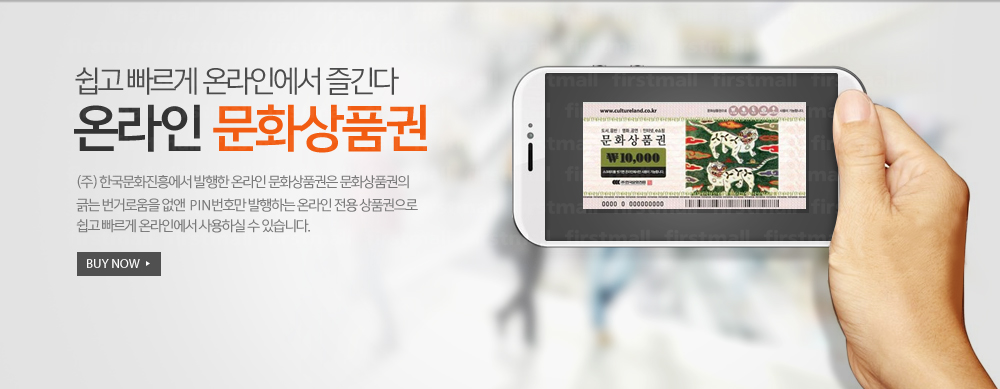 쉽고 빠르게 온라인에서 즐긴다
온라인 문화상품권
(주) 한국문화진흥에서 발행한 온라인 문화상품권은 문화상품권의
긁는 번거로움을 없앤 PIN번호만 발행하는 온라인 전용 상품권으로
쉽고 빠르게 온라인에서 사용하실 수 있습니다.
BUY NOW
firstmall firstmall firstmall
www.cultureland.co.kr
문화상품권
₩10,000
0000 0 000000000